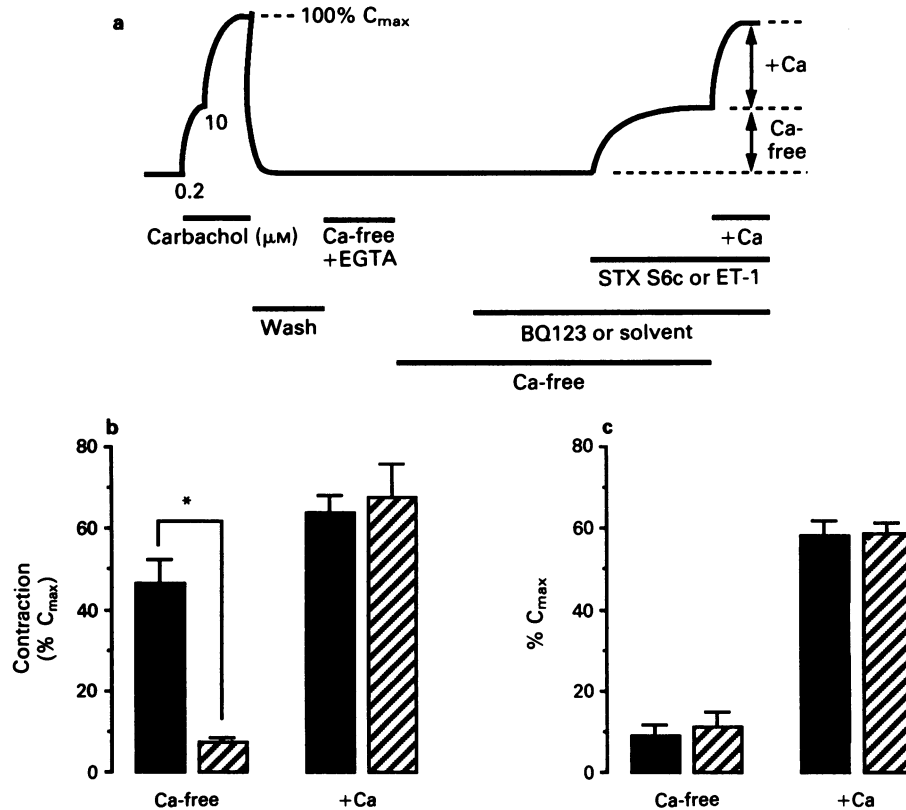 a
100% Cmax
10
0.2
+Ca
Ca-
free
Carbachol (μM)
Ca-free
+EGTA
+Ca
STX S6c or ET-1
Wash
BQ123 or solvent
Ca-free
b
80
60
40
20
0
Contraction
(% Cmax)
*
Ca-free
+Ca
c
80
60
40
20
0
% Cmax
Ca-free
+Ca